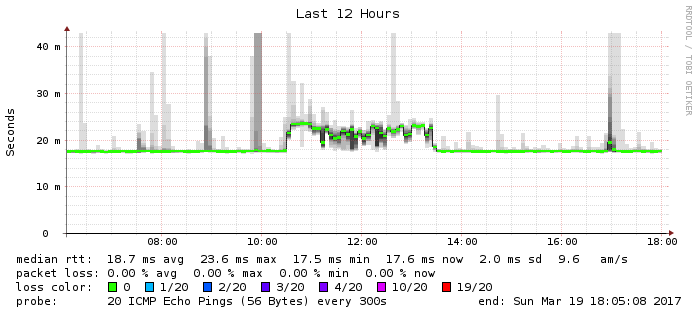 Last 12 Hours
RRDTOOL / TOBI OETIKER
Seconds
40 m
30 m
20 m
10 m
0
08:00 10:00 12:00 14:00 16:00 18:00
median rtt: 18.7 ms avg 23.6 ms max 17.5 ms min 17.6 ms now 2.0 ms sd 9.6 am/s
packet loss: 0.00 % avg 0.00 % max 0.00 % min 0.00 % now
loss color: 0 1/20 2/20 3/20 4/20 10/20 19/20
probe: 20 ICMP Echo Pings (56 Bytes) every 300s end: Sun Mar 19 18:05:08 2017